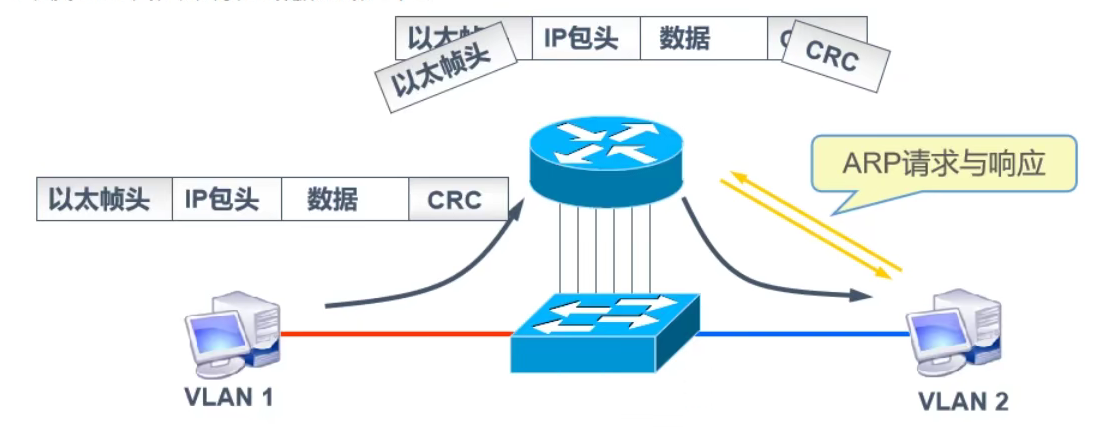 以太帧头 IP包头 数据 CRC
以太帧头 CRC
ARP请求与响应
以太帧头 IP包头 数据 CRC
VLAN 1
VLAN 2